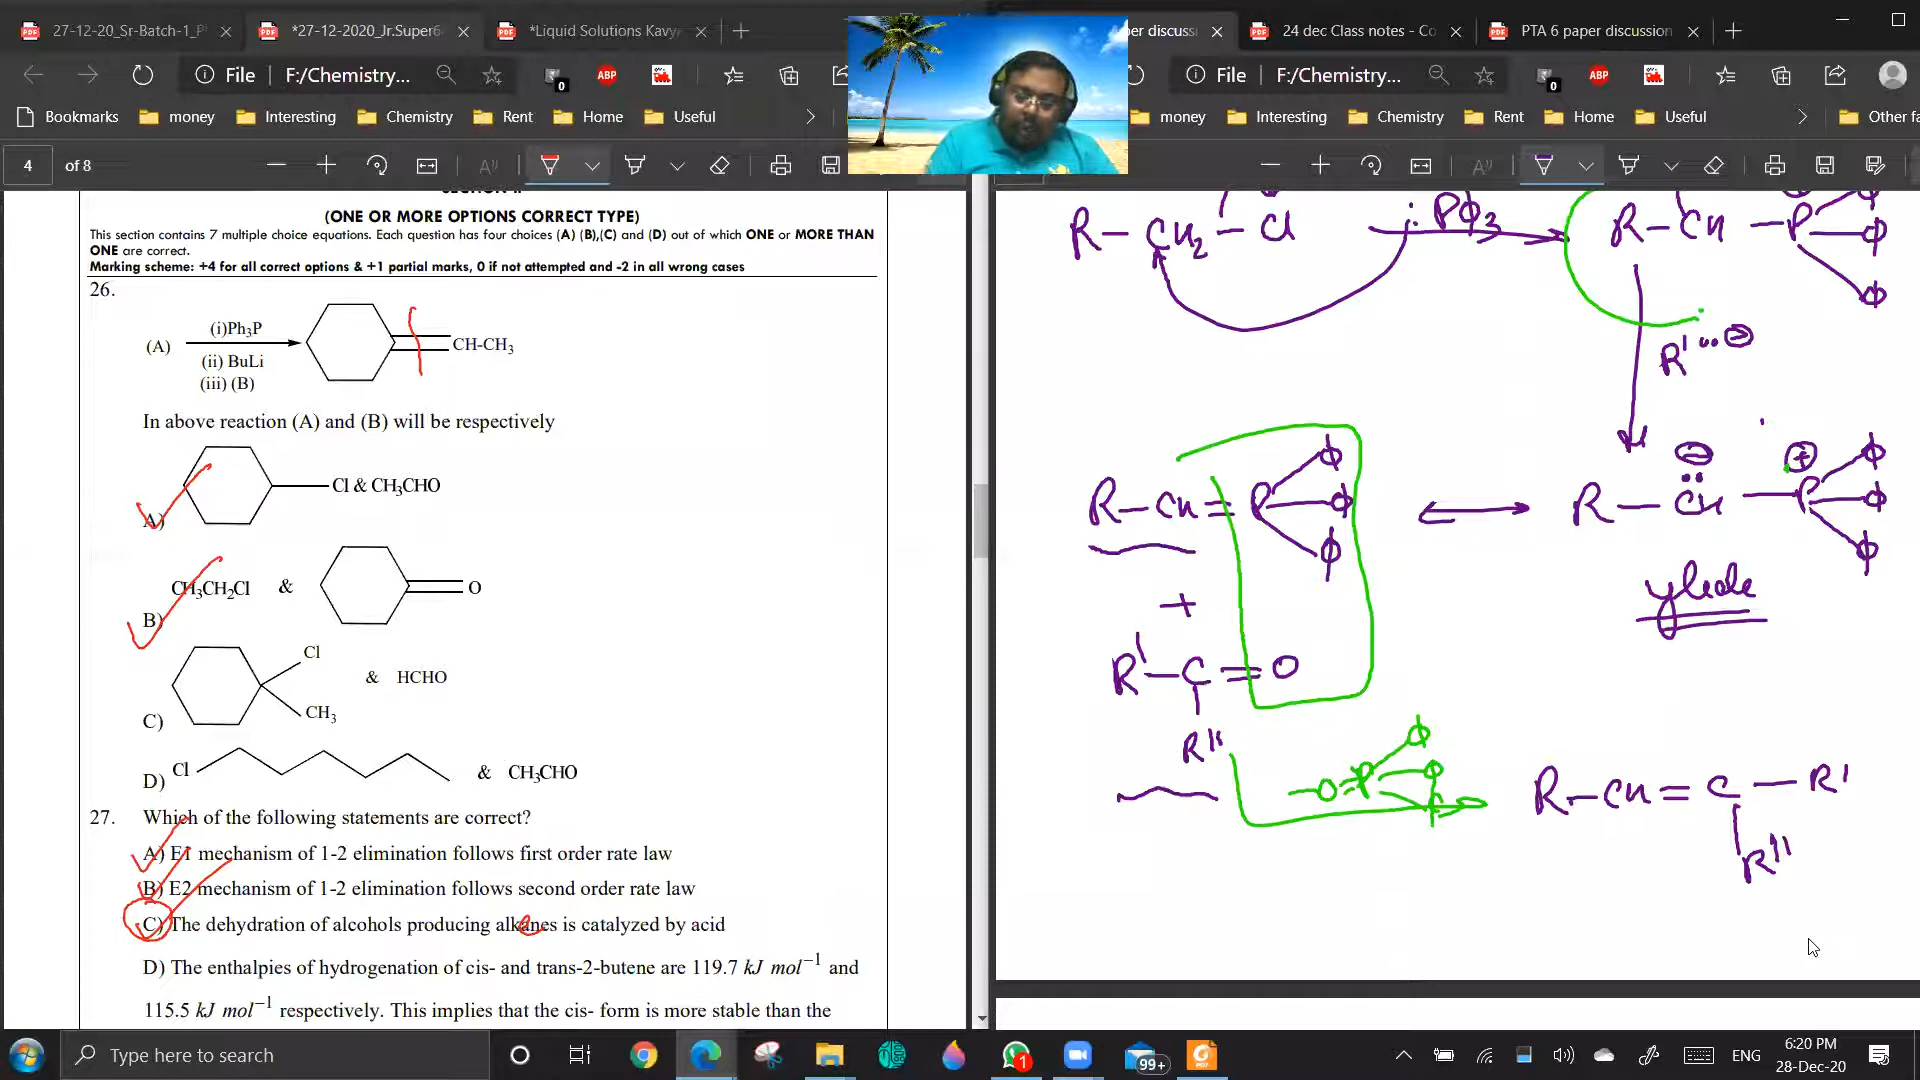 27-12-20_Sr-Batch-1_P
*27-12-2020_Jr.Super6
*Liquid Solutions Kavy
per discussi
24 dec Class notes - Co
PTA 6 paper discussion
File F:/Chemistry...
0
ABP
File F:/Chemistry...
0
ABP
Bookmarks money Interesting Chemistry Rent Home Useful
money Interesting Chemistry Rent Home Useful Other fa
4 of 8
(ONE OR MORE OPTIONS CORRECT TYPE)
This section contains 7 multiple choice equations. Each question has four choices (A) (B),(C) and (D) out of which ONE or MORE THAN
ONE are correct.
Marking scheme: +4 for all correct options & +1 partial marks, 0 if not attempted and -2 in all wrong cases
26.
(A) (i)Ph3P
(ii) BuLi
(iii) (B)
CH-CH3
In above reaction (A) and (B) will be respectively
A) Cl & CH3CHO
B) CH3CH2Cl & O
C) Cl
CH3
& HCHO
D) Cl & CH3CHO
27. Which of the following statements are correct?
A) E1 mechanism of 1-2 elimination follows first order rate law
B) E2 mechanism of 1-2 elimination follows second order rate law
C) The dehydration of alcohols producing alkenes is catalyzed by acid
D) The enthalpies of hydrogenation of cis- and trans-2-butene are 119.7 kJ mol−1 and
115.5 kJ mol−1 respectively. This implies that the cis- form is more stable than the
R–CH2–Cl
:Pϕ3
R–CH–P ϕ ϕ
R' ..⊖
R–CH=P ϕ ϕ ϕ
⊖ ⊕
R–CH–P ϕ ϕ ϕ
ylide
+
R'–C=O
R''
O=P ϕ ϕ ϕ
R–CH=C–R'
R''
Type here to search
1
99+
ENG
6:20 PM
28-Dec-20